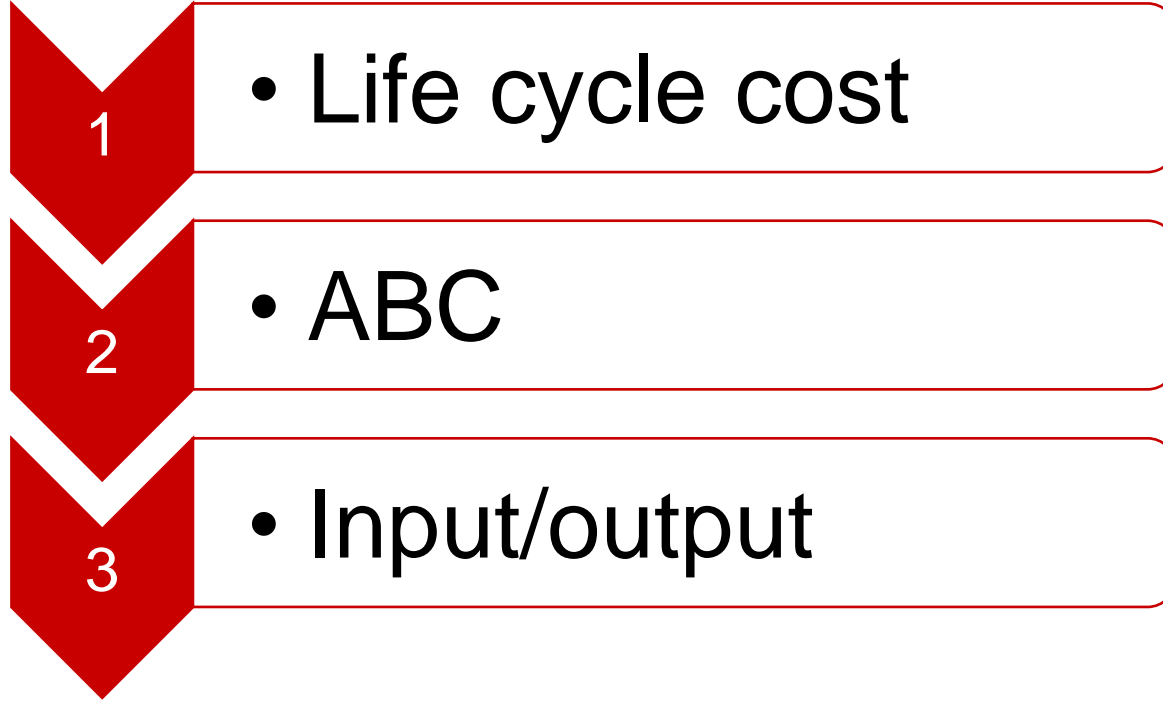 1
• Life cycle cost
2
• ABC
3
• Input/output